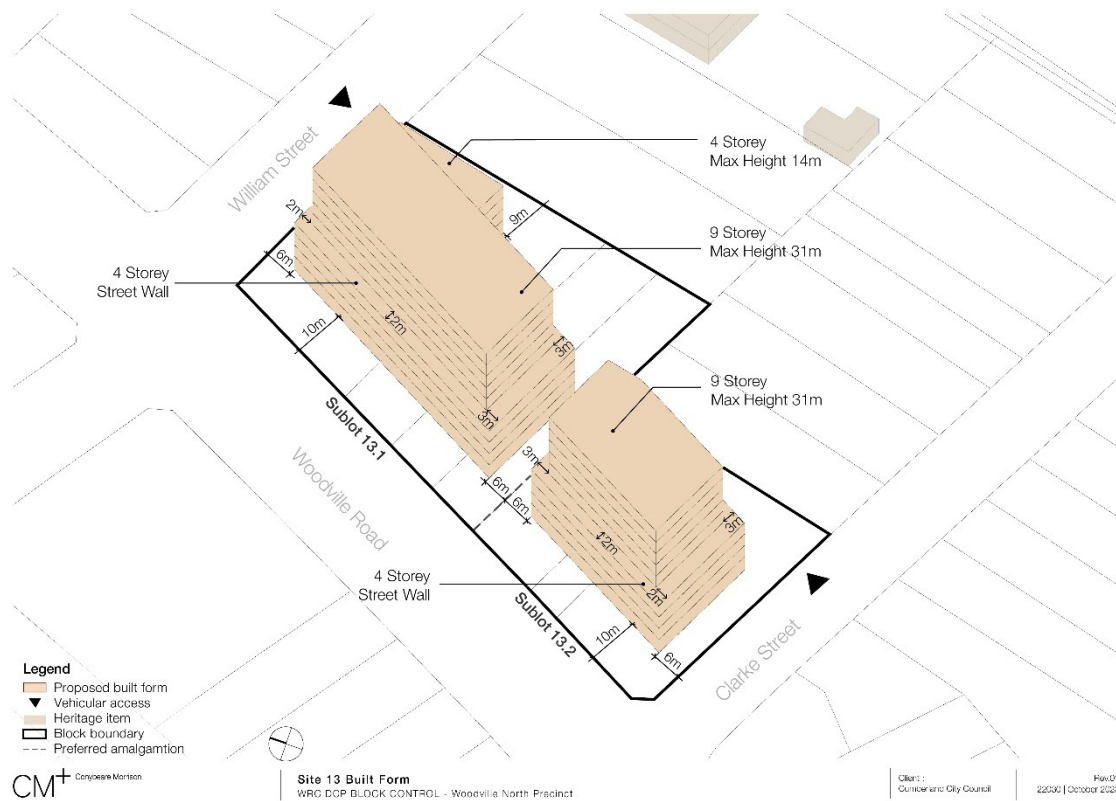 William Street
4 Storey
Max Height 14m
2m
9m
9 Storey
Max Height 31m
6m
4 Storey
Street Wall
2m
10m
3m
9 Storey
Max Height 31m
3m
Sublot 13.1
3m
6m
6m
Woodville Road
2m
3m
4 Storey
Street Wall
2m
Sublot 13.2
10m
6m
Clarke Street
Legend
Proposed built form
Vehicular access
Heritage item
Block boundary
Preferred amalgamtion
CM+ Conybeare Morrison
Site 13 Built Form
WRC DCP BLOCK CONTROL - Woodville North Precinct
Client :
Cumberland City Council
22030 | October